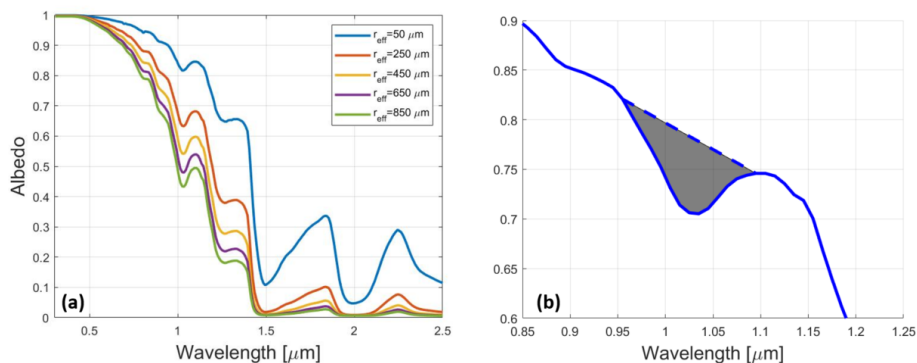 1
0.9
0.8
0.7
0.6
0.5
0.4
0.3
0.2
0.1
0
Albedo
r_eff=50 μm
r_eff=250 μm
r_eff=450 μm
r_eff=650 μm
r_eff=850 μm
(a)
0.5 1 1.5 2 2.5
Wavelength [μm]
0.9
0.85
0.8
0.75
0.7
0.65
0.6
(b)
0.85 0.9 0.95 1 1.05 1.1 1.15 1.2 1.25
Wavelength [μm]